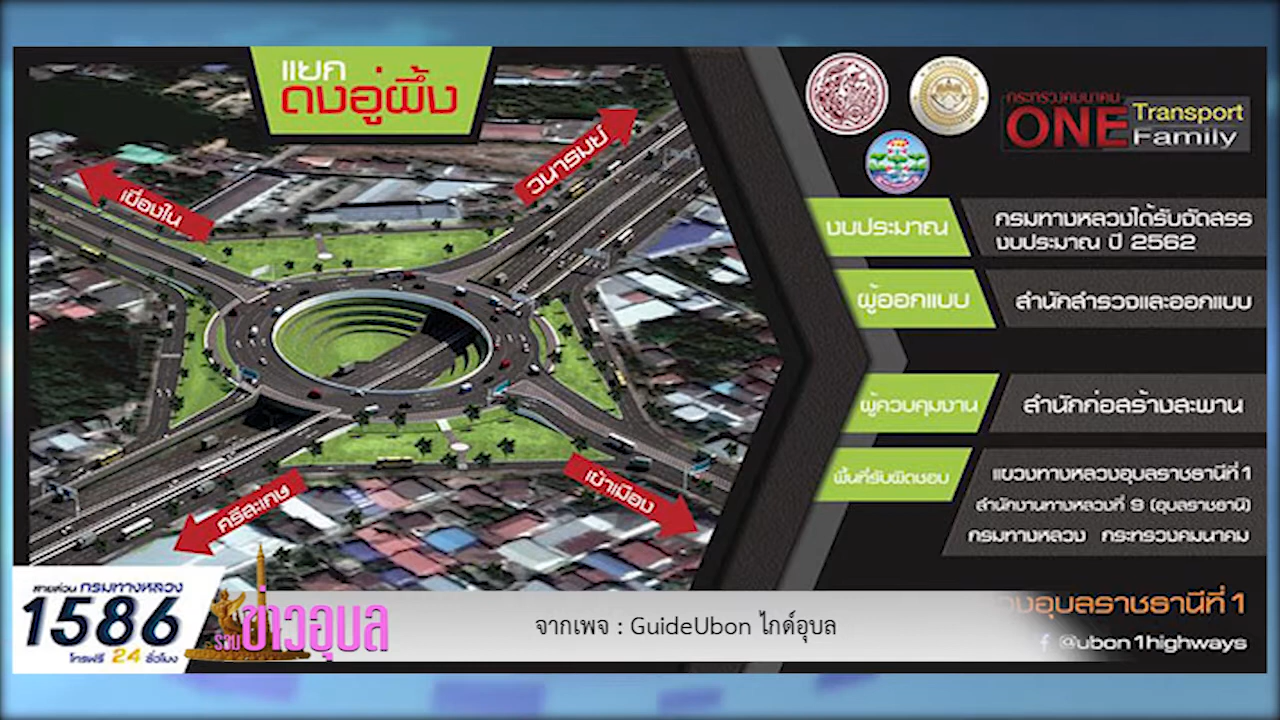 แยก
ดงอู่ผึ้ง
เมืองใน
วนารมย์
ศรีสะเกษ
เข้าเมือง
กระทรวงคมนาคม
ONE Transport
Family
งบประมาณ
กรมทางหลวงได้รับจัดสรร
งบประมาณ ปี 2562
ผู้ออกแบบ
สำนักสำรวจและออกแบบ
ผู้ควบคุมงาน
สำนักก่อสร้างสะพาน
พื้นที่รับผิดชอบ
แขวงทางหลวงอุบลราชธานีที่ 1
สำนักงานทางหลวงที่ 9 (อุบลราชธานี)
กรมทางหลวง กระทรวงคมนาคม
สายด่วน กรมทางหลวง
1586
โทรฟรี 24 ชั่วโมง
ข่าวอุบล
จากเพจ : GuideUbon ไกด์อุบล
วงอุบลราชธานีที่ 1
@ubon1highways